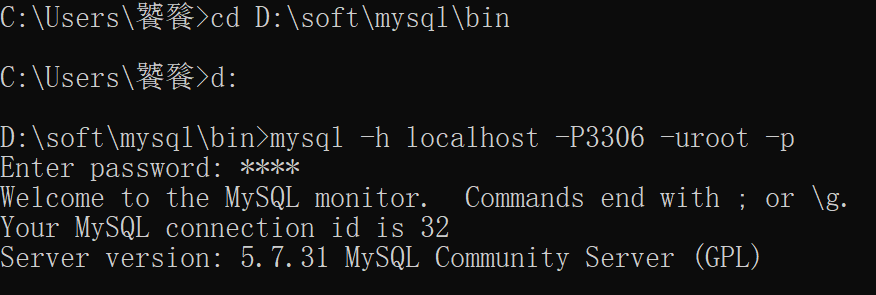 C:\Users\饕餮>cd D:\soft\mysql\bin
C:\Users\饕餮>d:
D:\soft\mysql\bin>mysql -h localhost -P3306 -uroot -p
Enter password: ****
Welcome to the MySQL monitor.  Commands end with ; or \g.
Your MySQL connection id is 32
Server version: 5.7.31 MySQL Community Server (GPL)